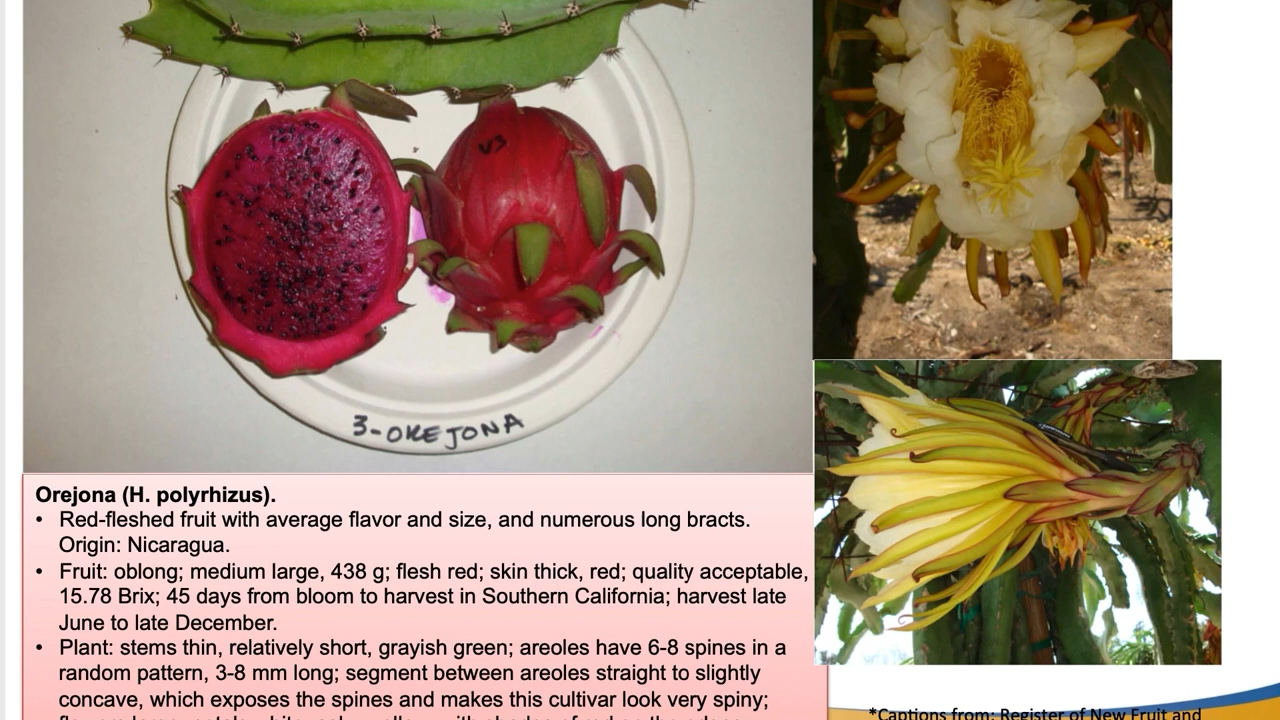 V3
3-OREJONA
Orejona (H. polyrhizus).
• Red-fleshed fruit with average flavor and size, and numerous long bracts.
Origin: Nicaragua.
• Fruit: oblong; medium large, 438 g; flesh red; skin thick, red; quality acceptable,
15.78 Brix; 45 days from bloom to harvest in Southern California; harvest late
June to late December.
• Plant: stems thin, relatively short, grayish green; areoles have 6-8 spines in a
random pattern, 3-8 mm long; segment between areoles straight to slightly
concave, which exposes the spines and makes this cultivar look very spiny;
*Captions from: Register of New Fruit and